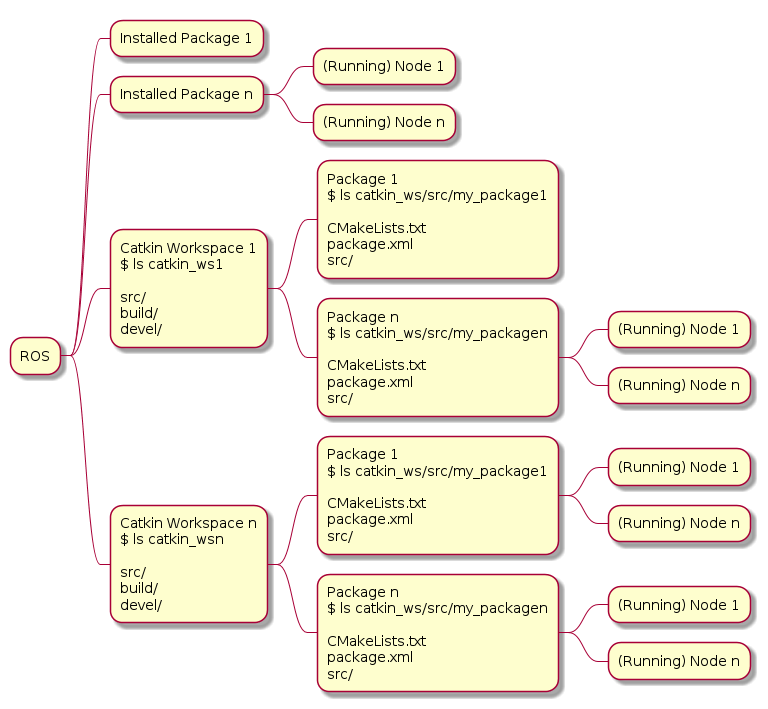 ROS
Installed Package 1
Installed Package n
(Running) Node 1
(Running) Node n
Catkin Workspace 1
$ ls catkin_ws1
src/
build/
devel/
Package 1
$ ls catkin_ws/src/my_package1
CMakeLists.txt
package.xml
src/
Package n
$ ls catkin_ws/src/my_packagen
CMakeLists.txt
package.xml
src/
(Running) Node 1
(Running) Node n
Catkin Workspace n
$ ls catkin_wsn
src/
build/
devel/
Package 1
$ ls catkin_ws/src/my_package1
CMakeLists.txt
package.xml
src/
(Running) Node 1
(Running) Node n
Package n
$ ls catkin_ws/src/my_packagen
CMakeLists.txt
package.xml
src/
(Running) Node 1
(Running) Node n